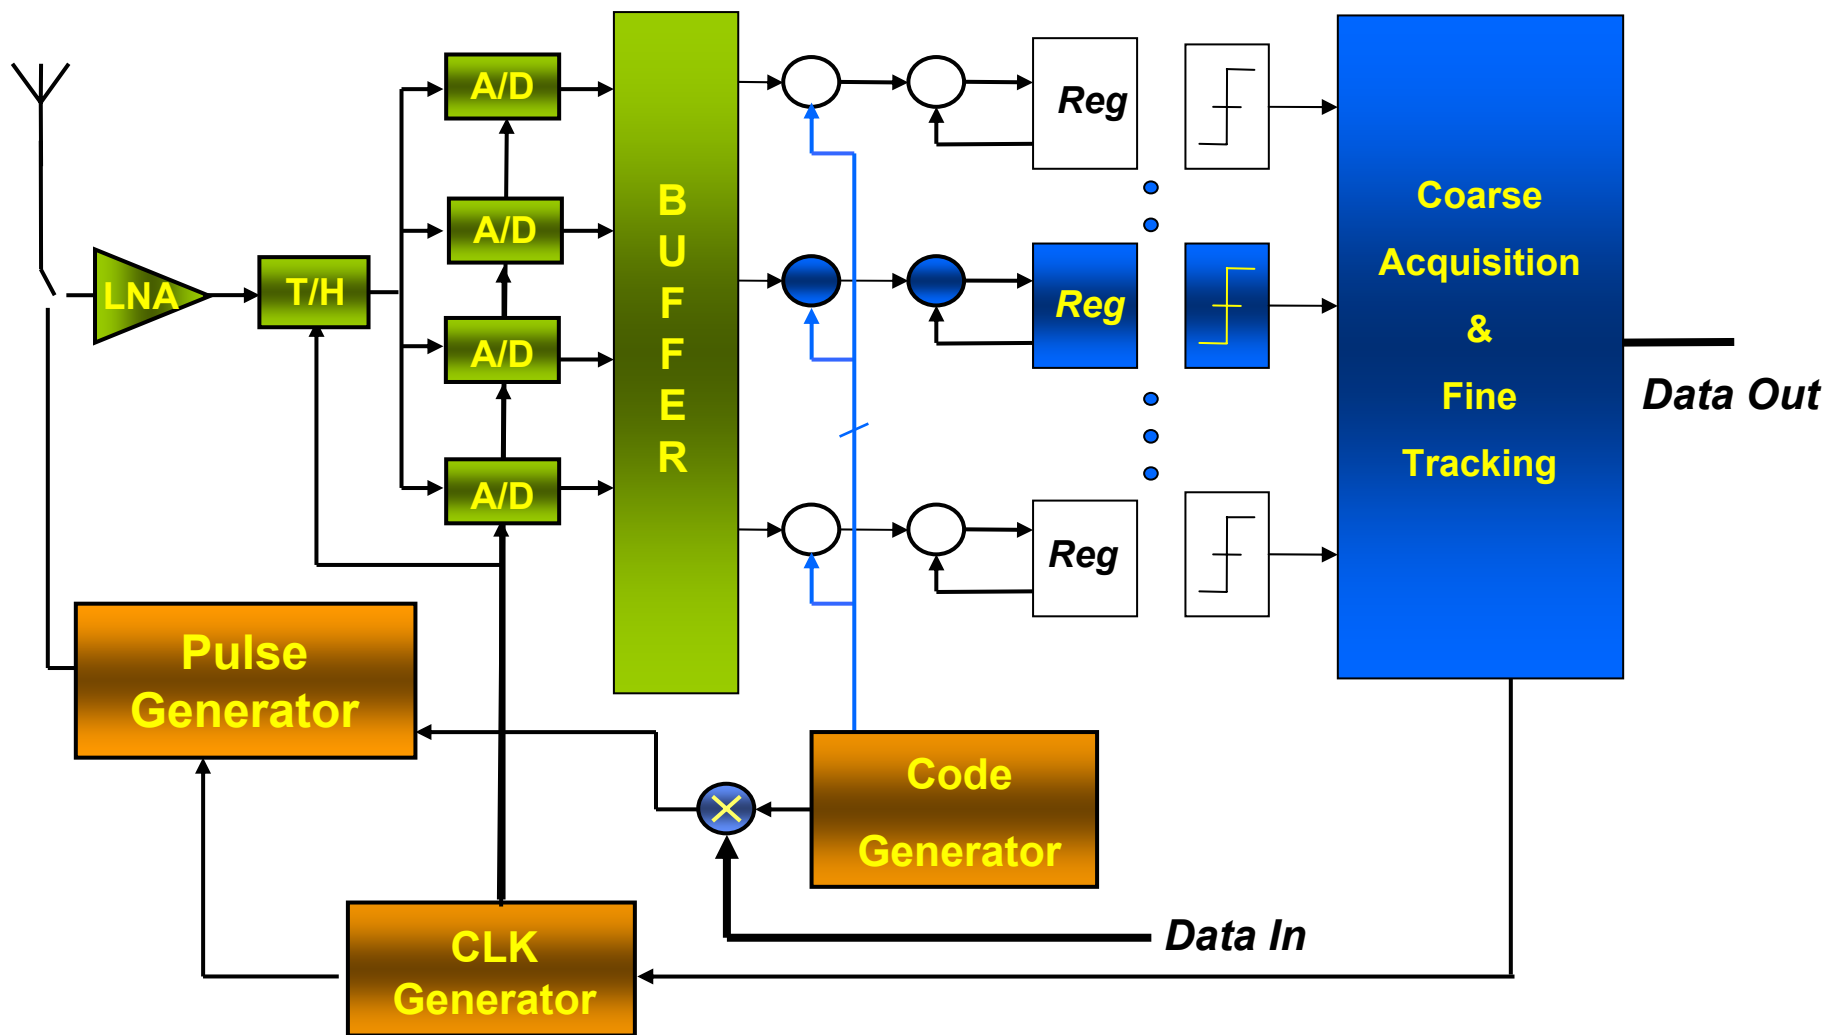 A/D
A/D
A/D
A/D
LNA
T/H
B
U
F
F
E
R
Reg
Reg
Reg
Coarse
Acquisition
&
Fine
Tracking
Data Out
Pulse
Generator
Code
Generator
CLK
Generator
Data In